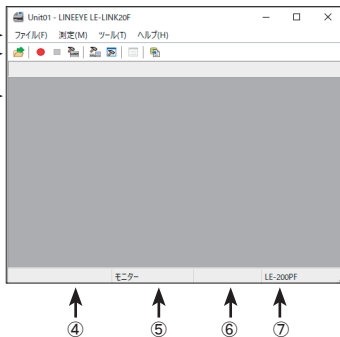 Unit01 - LINEEYE LE-LINK20F
ファイル(F) 測定(M) ツール(T) ヘルプ(H)
モニター LE-200PF
④ ⑤ ⑥ ⑦